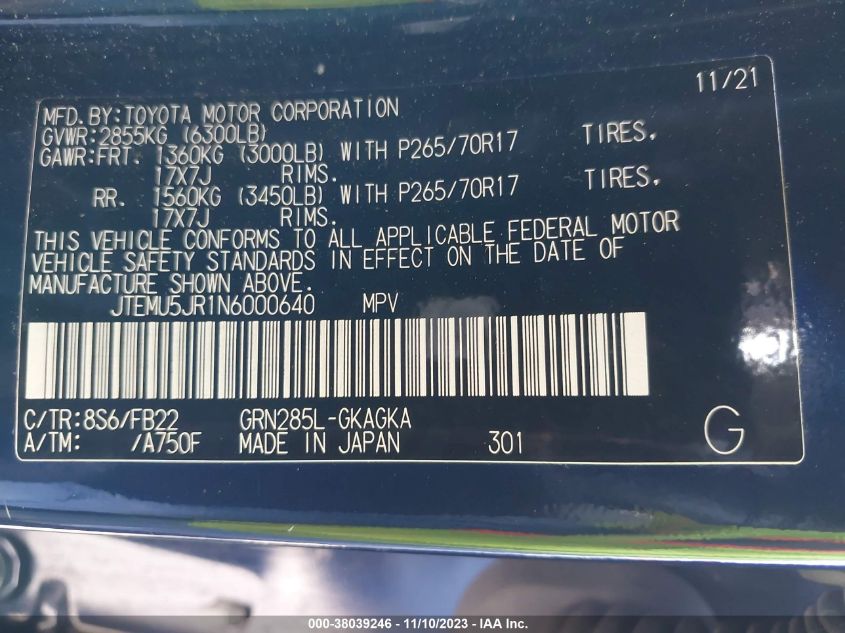 11/21
MFD. BY:TOYOTA MOTOR CORPORATION
GVWR:2855KG (6300LB)
GAWR:FRT. 1360KG (3000LB) WITH P265/70R17 TIRES,
17X7J RIMS.
RR. 1560KG (3450LB) WITH P265/70R17 TIRES,
17X7J RIMS.
THIS VEHICLE CONFORMS TO ALL APPLICABLE FEDERAL MOTOR
VEHICLE SAFETY STANDARDS IN EFFECT ON THE DATE OF
MANUFACTURE SHOWN ABOVE.
JTEMU5JR1N6000640 MPV
C/TR:8S6/FB22 GRN285L-GKAGKA
A/TM: /A750F MADE IN JAPAN 301 G
000-38039246 - 11/10/2023 - IAA Inc.